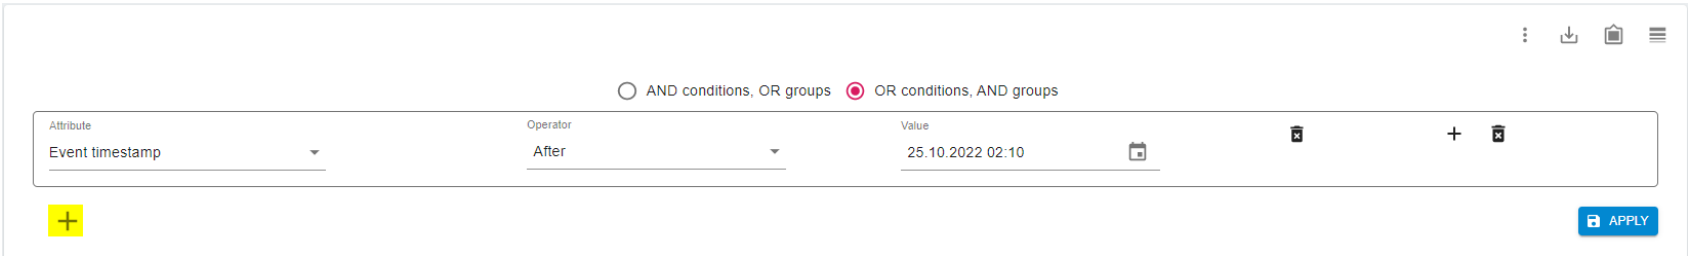 AND conditions, OR groups OR conditions, AND groups
Attribute Operator Value
Event timestamp After 25.10.2022 02:10
APPLY